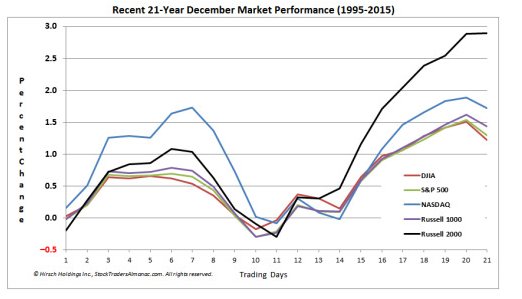 Recent 21-Year December Market Performance (1995-2015)
3.0
2.5
2.0
1.5
1.0
0.5
0.0
−0.5
Percent Change
DJIA
S&P 500
NASDAQ
Russell 1000
Russell 2000
1 2 3 4 5 6 7 8 9 10 11 12 13 14 15 16 17 18 19 20 21
© Hirsch Holdings Inc., StockTradersAlmanac.com. All rights reserved.
Trading Days